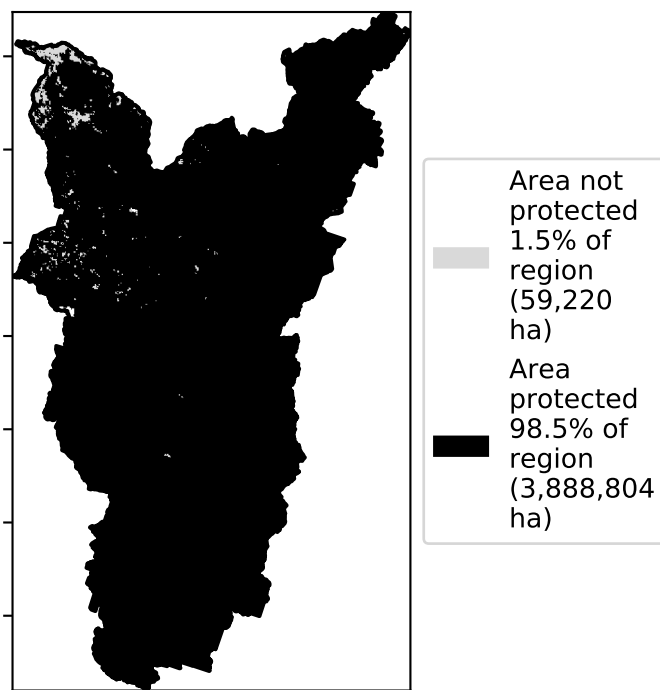 Area not
protected
1.5% of
region
(59,220
ha)
Area
protected
98.5% of
region
(3,888,804
ha)